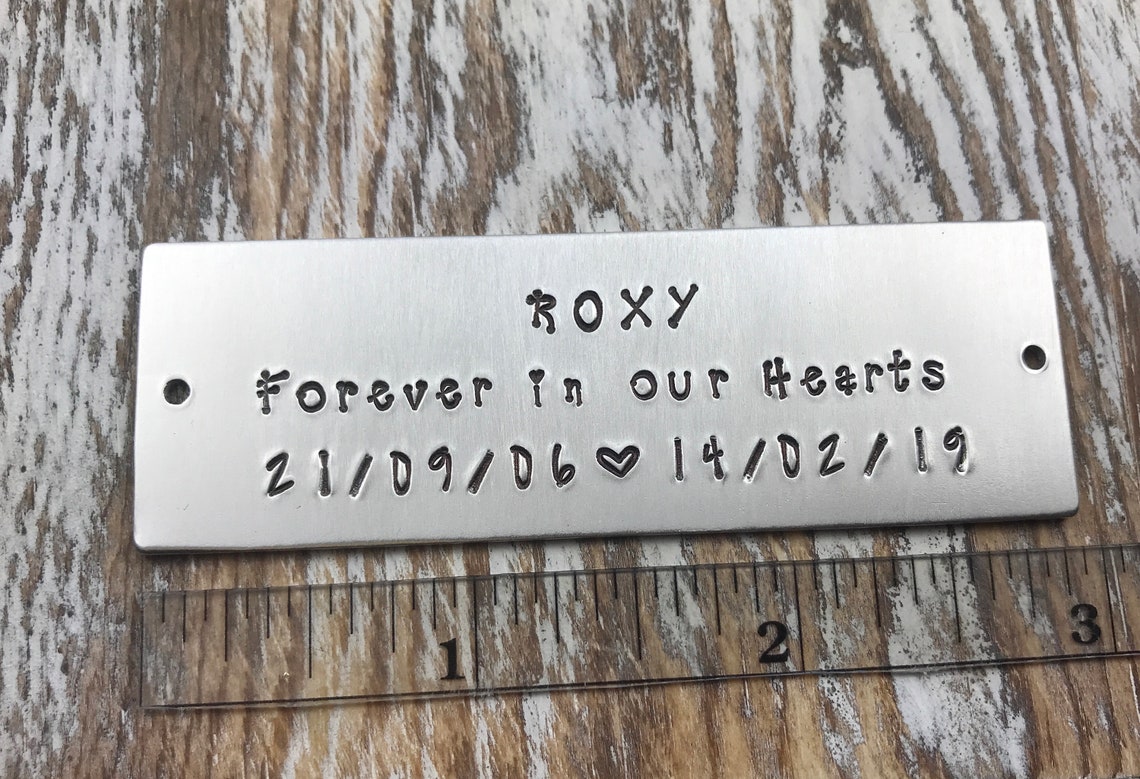 ROXY
Forever in our Hearts
21/09/06♡14/02/19
1 2 3